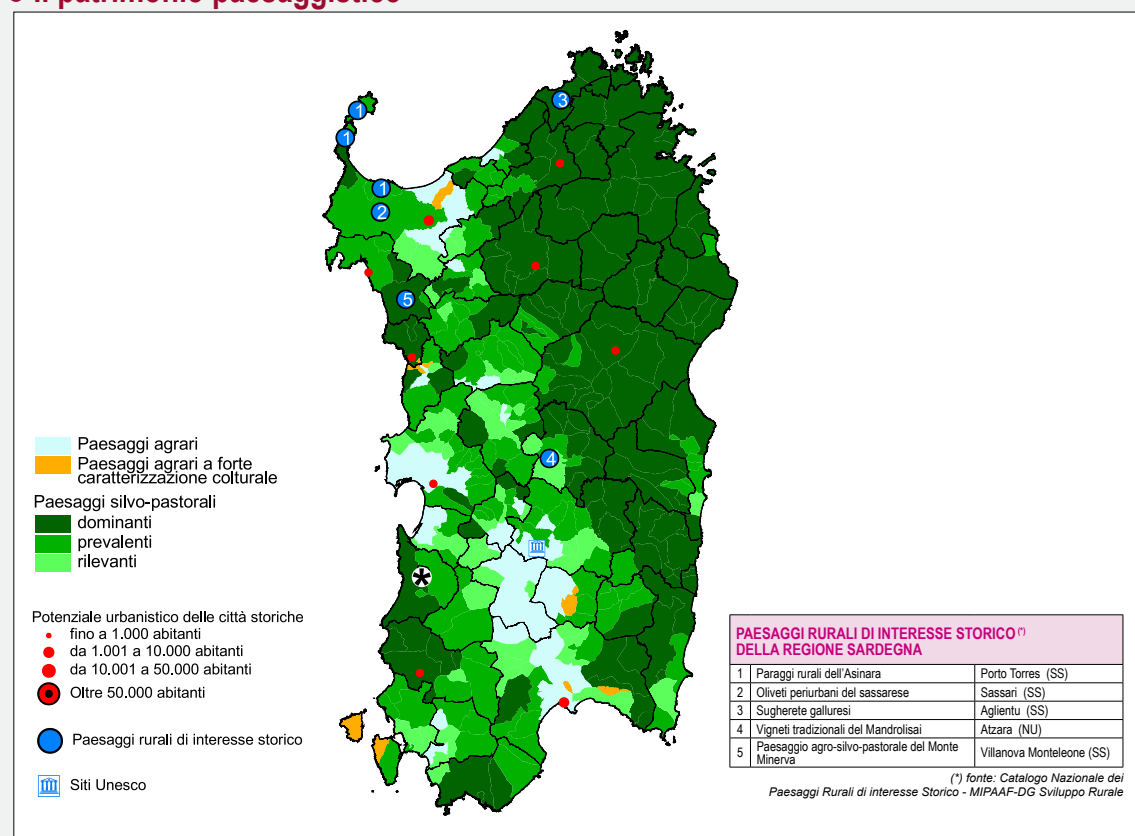 e il patrimonio paesaggistico
1
1
1
2
3
5
4
*
Paesaggi agrari
Paesaggi agrari a forte
caratterizzazione colturale
Paesaggi silvo-pastorali
dominanti
prevalenti
rilevanti
Potenziale urbanistico delle città storiche
fino a 1.000 abitanti
da 1.001 a 10.000 abitanti
da 10.001 a 50.000 abitanti
Oltre 50.000 abitanti
Paesaggi rurali di interesse storico
Siti Unesco
PAESAGGI RURALI DI INTERESSE STORICO (*)
DELLA REGIONE SARDEGNA
1 Paraggi rurali dell'Asinara Porto Torres (SS)
2 Oliveti periurbani del sassarese Sassari (SS)
3 Sugherete galluresi Aglientu (SS)
4 Vigneti tradizionali del Mandrolisai Atzara (NU)
5 Paesaggio agro-silvo-pastorale del Monte Minerva Villanova Monteleone (SS)
(*) fonte: Catalogo Nazionale dei
Paesaggi Rurali di interesse Storico - MIPAAF-DG Sviluppo Rurale